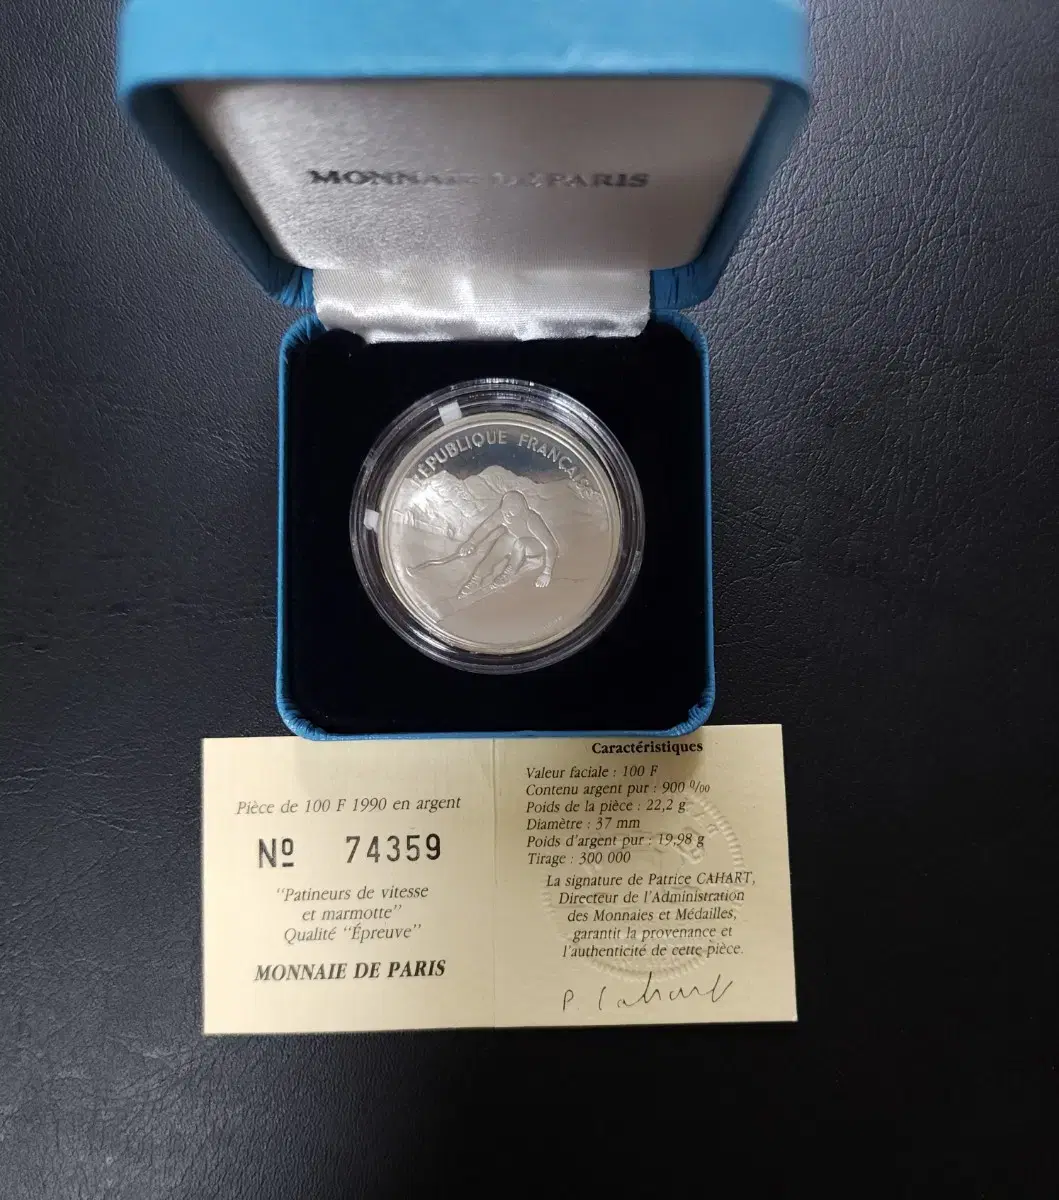 MONNAIE DE PARIS
RÉPUBLIQUE FRANÇAISE
Pièce de 100 F 1990 en argent
Nº 74359
"Patineurs de vitesse
et marmotte"
Qualité "Épreuve"
MONNAIE DE PARIS
Caractéristiques
Valeur faciale : 100 F
Contenu argent pur : 900 ‰
Poids de la pièce : 22,2 g
Diamètre : 37 mm
Poids d'argent pur : 19,98 g
Tirage : 300 000
La signature de Patrice CAHART,
Directeur de l'Administration
des Monnaies et Médailles,
garantit la provenance et
l'authenticité de cette pièce.
P. Cahart